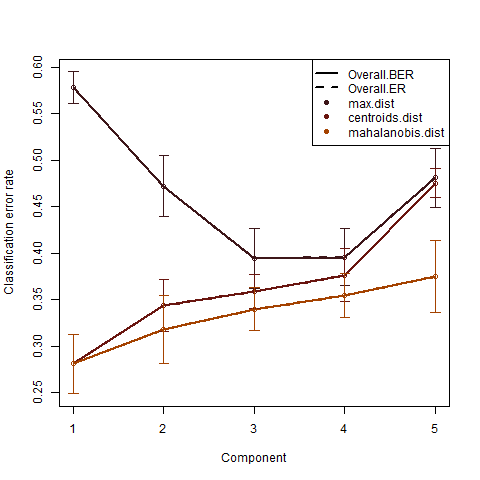 Overall.BER
Overall.ER
max.dist
centroids.dist
mahalanobis.dist
Classification error rate
0.60
0.55
0.50
0.45
0.40
0.35
0.30
0.25
1 2 3 4 5
Component